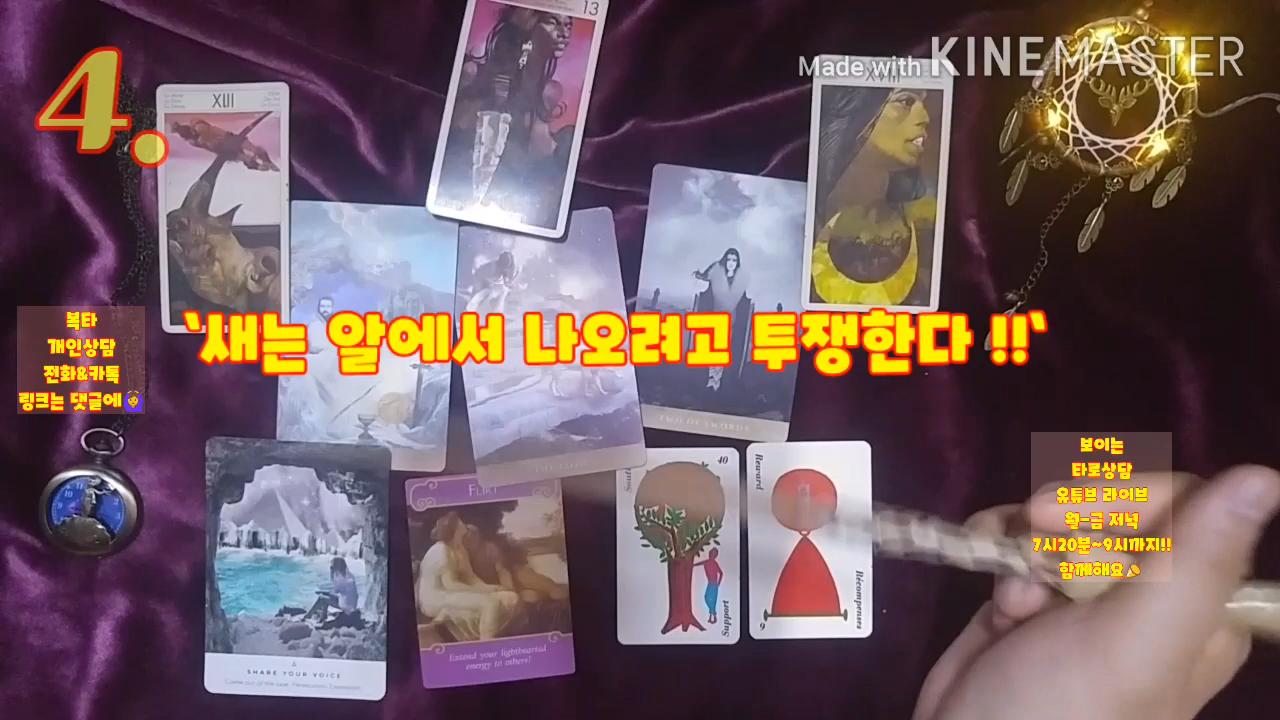 4.
13
Made with KINEMASTER
XLII
XVIII
'새는 알에서 나오려고 투쟁한다 !!'
복타
개인상담
전화&카톡
링크는 댓글에🙆‍♀️
보이는
타로상담
유튜브 라이브
월-금 저녁
7시20분~9시까지!!
함께해요🎉
TWO OF SWORDS
FLIRT
Extend your lighthearted
energy to others!
SHARE YOUR VOICE
40
Support
Reward
Récompenses
6